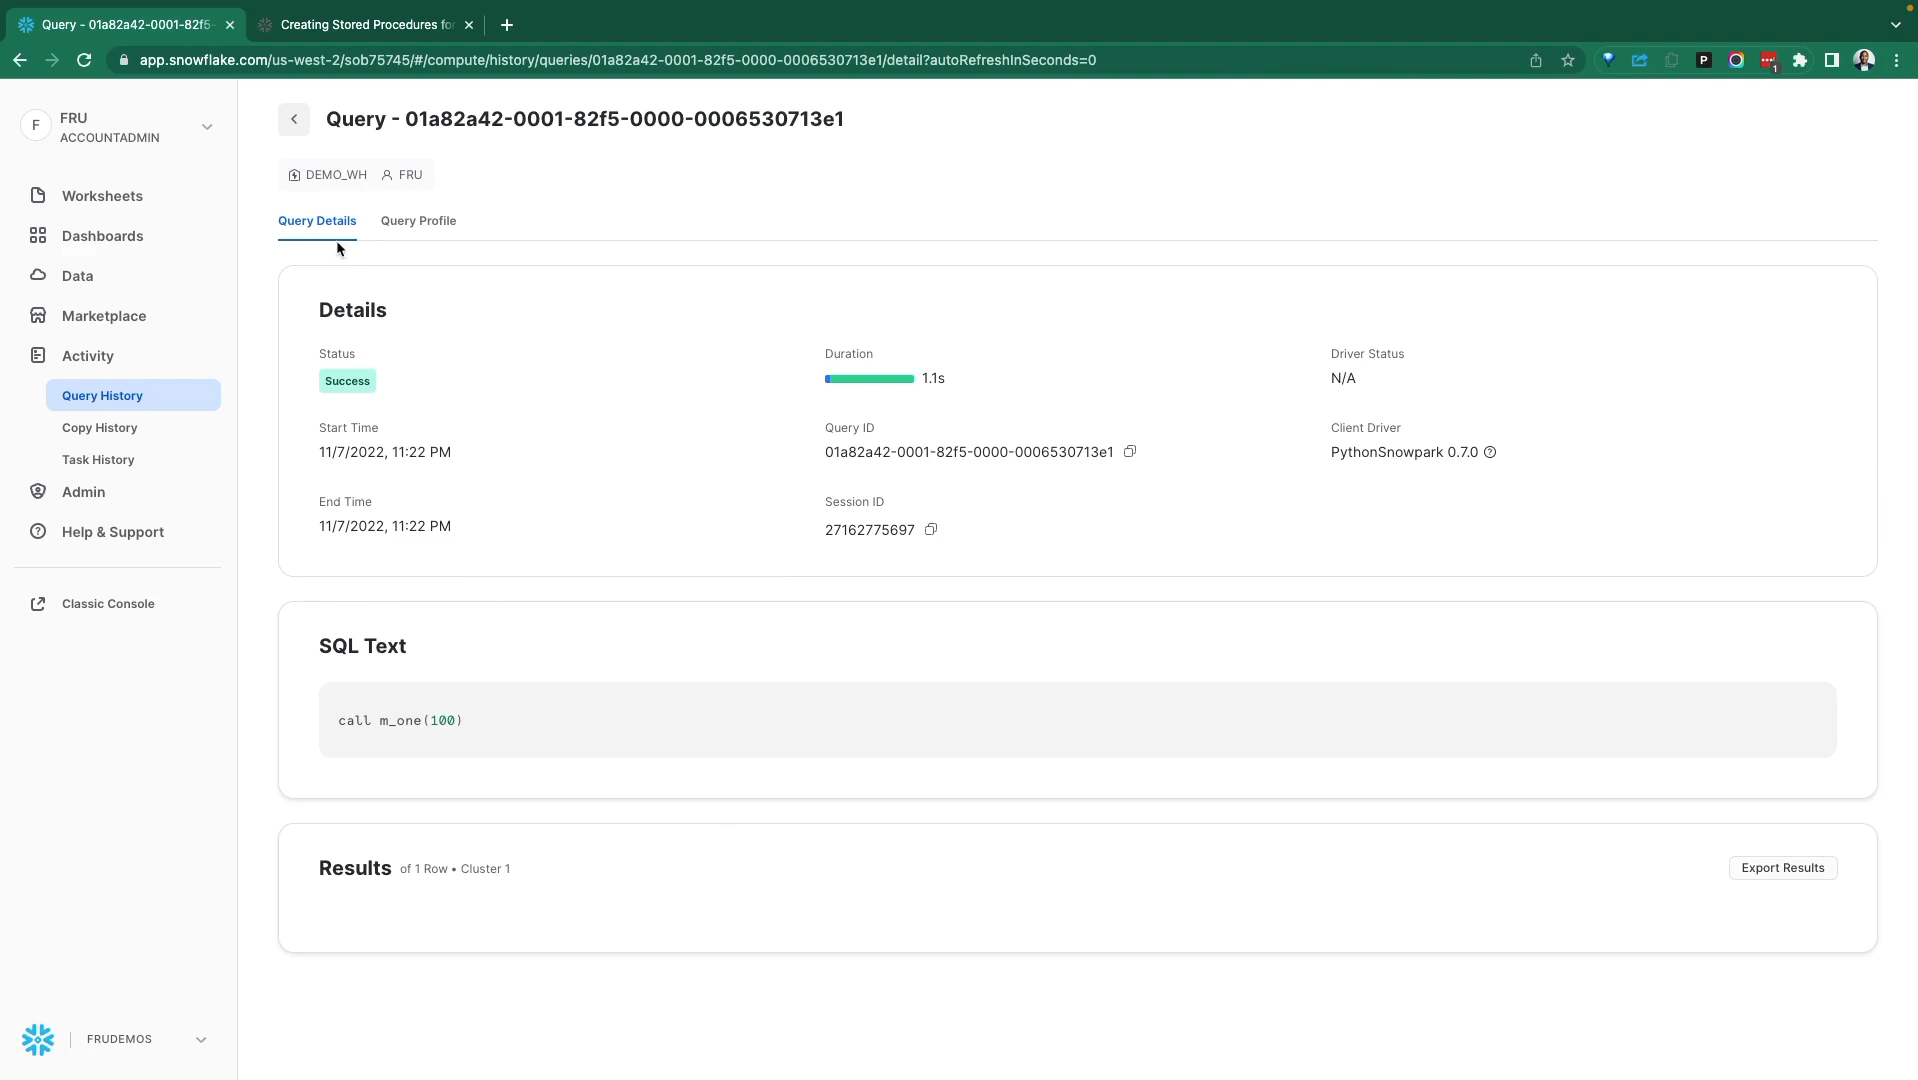 Query - 01a82a42-0001-82f5-
Creating Stored Procedures for
app.snowflake.com/us-west-2/sob75745/#/compute/history/queries/01a82a42-0001-82f5-0000-0006530713e1/detail?autoRefreshInSeconds=0
P
1
F
FRU
ACCOUNTADMIN
Worksheets
Dashboards
Data
Marketplace
Activity
Query History
Copy History
Task History
Admin
Help & Support
Classic Console
FRUDEMOS
Query - 01a82a42-0001-82f5-0000-0006530713e1
DEMO_WH FRU
Query Details Query Profile
Details
Status
Success
Duration
1.1s
Driver Status
N/A
Start Time
11/7/2022, 11:22 PM
Query ID
01a82a42-0001-82f5-0000-0006530713e1
Client Driver
PythonSnowpark 0.7.0
End Time
11/7/2022, 11:22 PM
Session ID
27162775697
SQL Text
call m_one(100)
Results of 1 Row • Cluster 1
Export Results